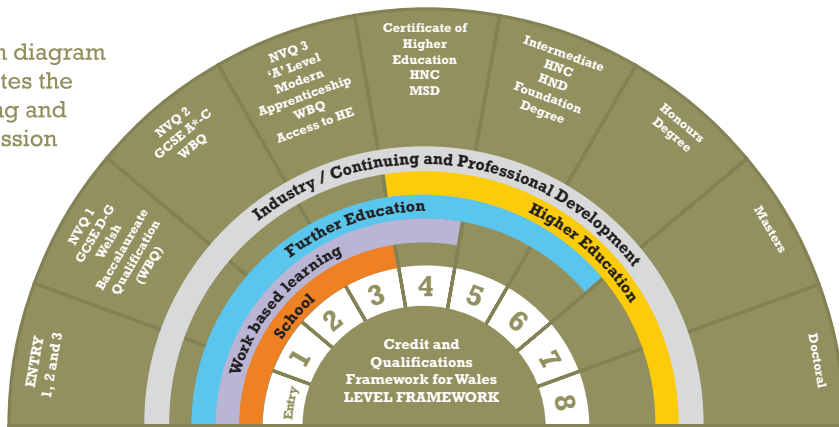 n diagram
tes the
ng and
ession
ENTRY
1, 2 and 3
NVQ 1
GCSE D-G
Welsh
Baccalaureate
Qualification
(WBQ)
NVQ 2
GCSE A*-C
WBQ
NVQ 3
‘A’ Level
Modern
Apprenticeship
WBQ
Access to HE
Certificate of
Higher
Education
HNC
MSD
Intermediate
HNC
HND
Foundation
Degree
Honours
Degree
Masters
Doctoral
Industry / Continuing and Professional Development
Higher Education
Further Education
Work based learning
School
Entry
1
2
3
4
5
6
7
8
Credit and
Qualifications
Framework for Wales
LEVEL FRAMEWORK